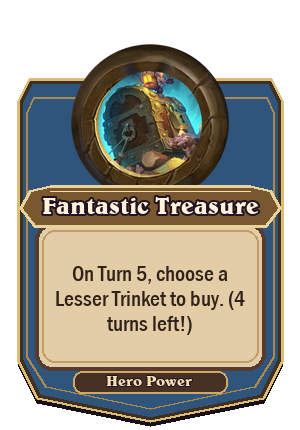 Fantastic Treasure
On Turn 5, choose a
Lesser Trinket to buy. (4
turns left!)
Hero Power